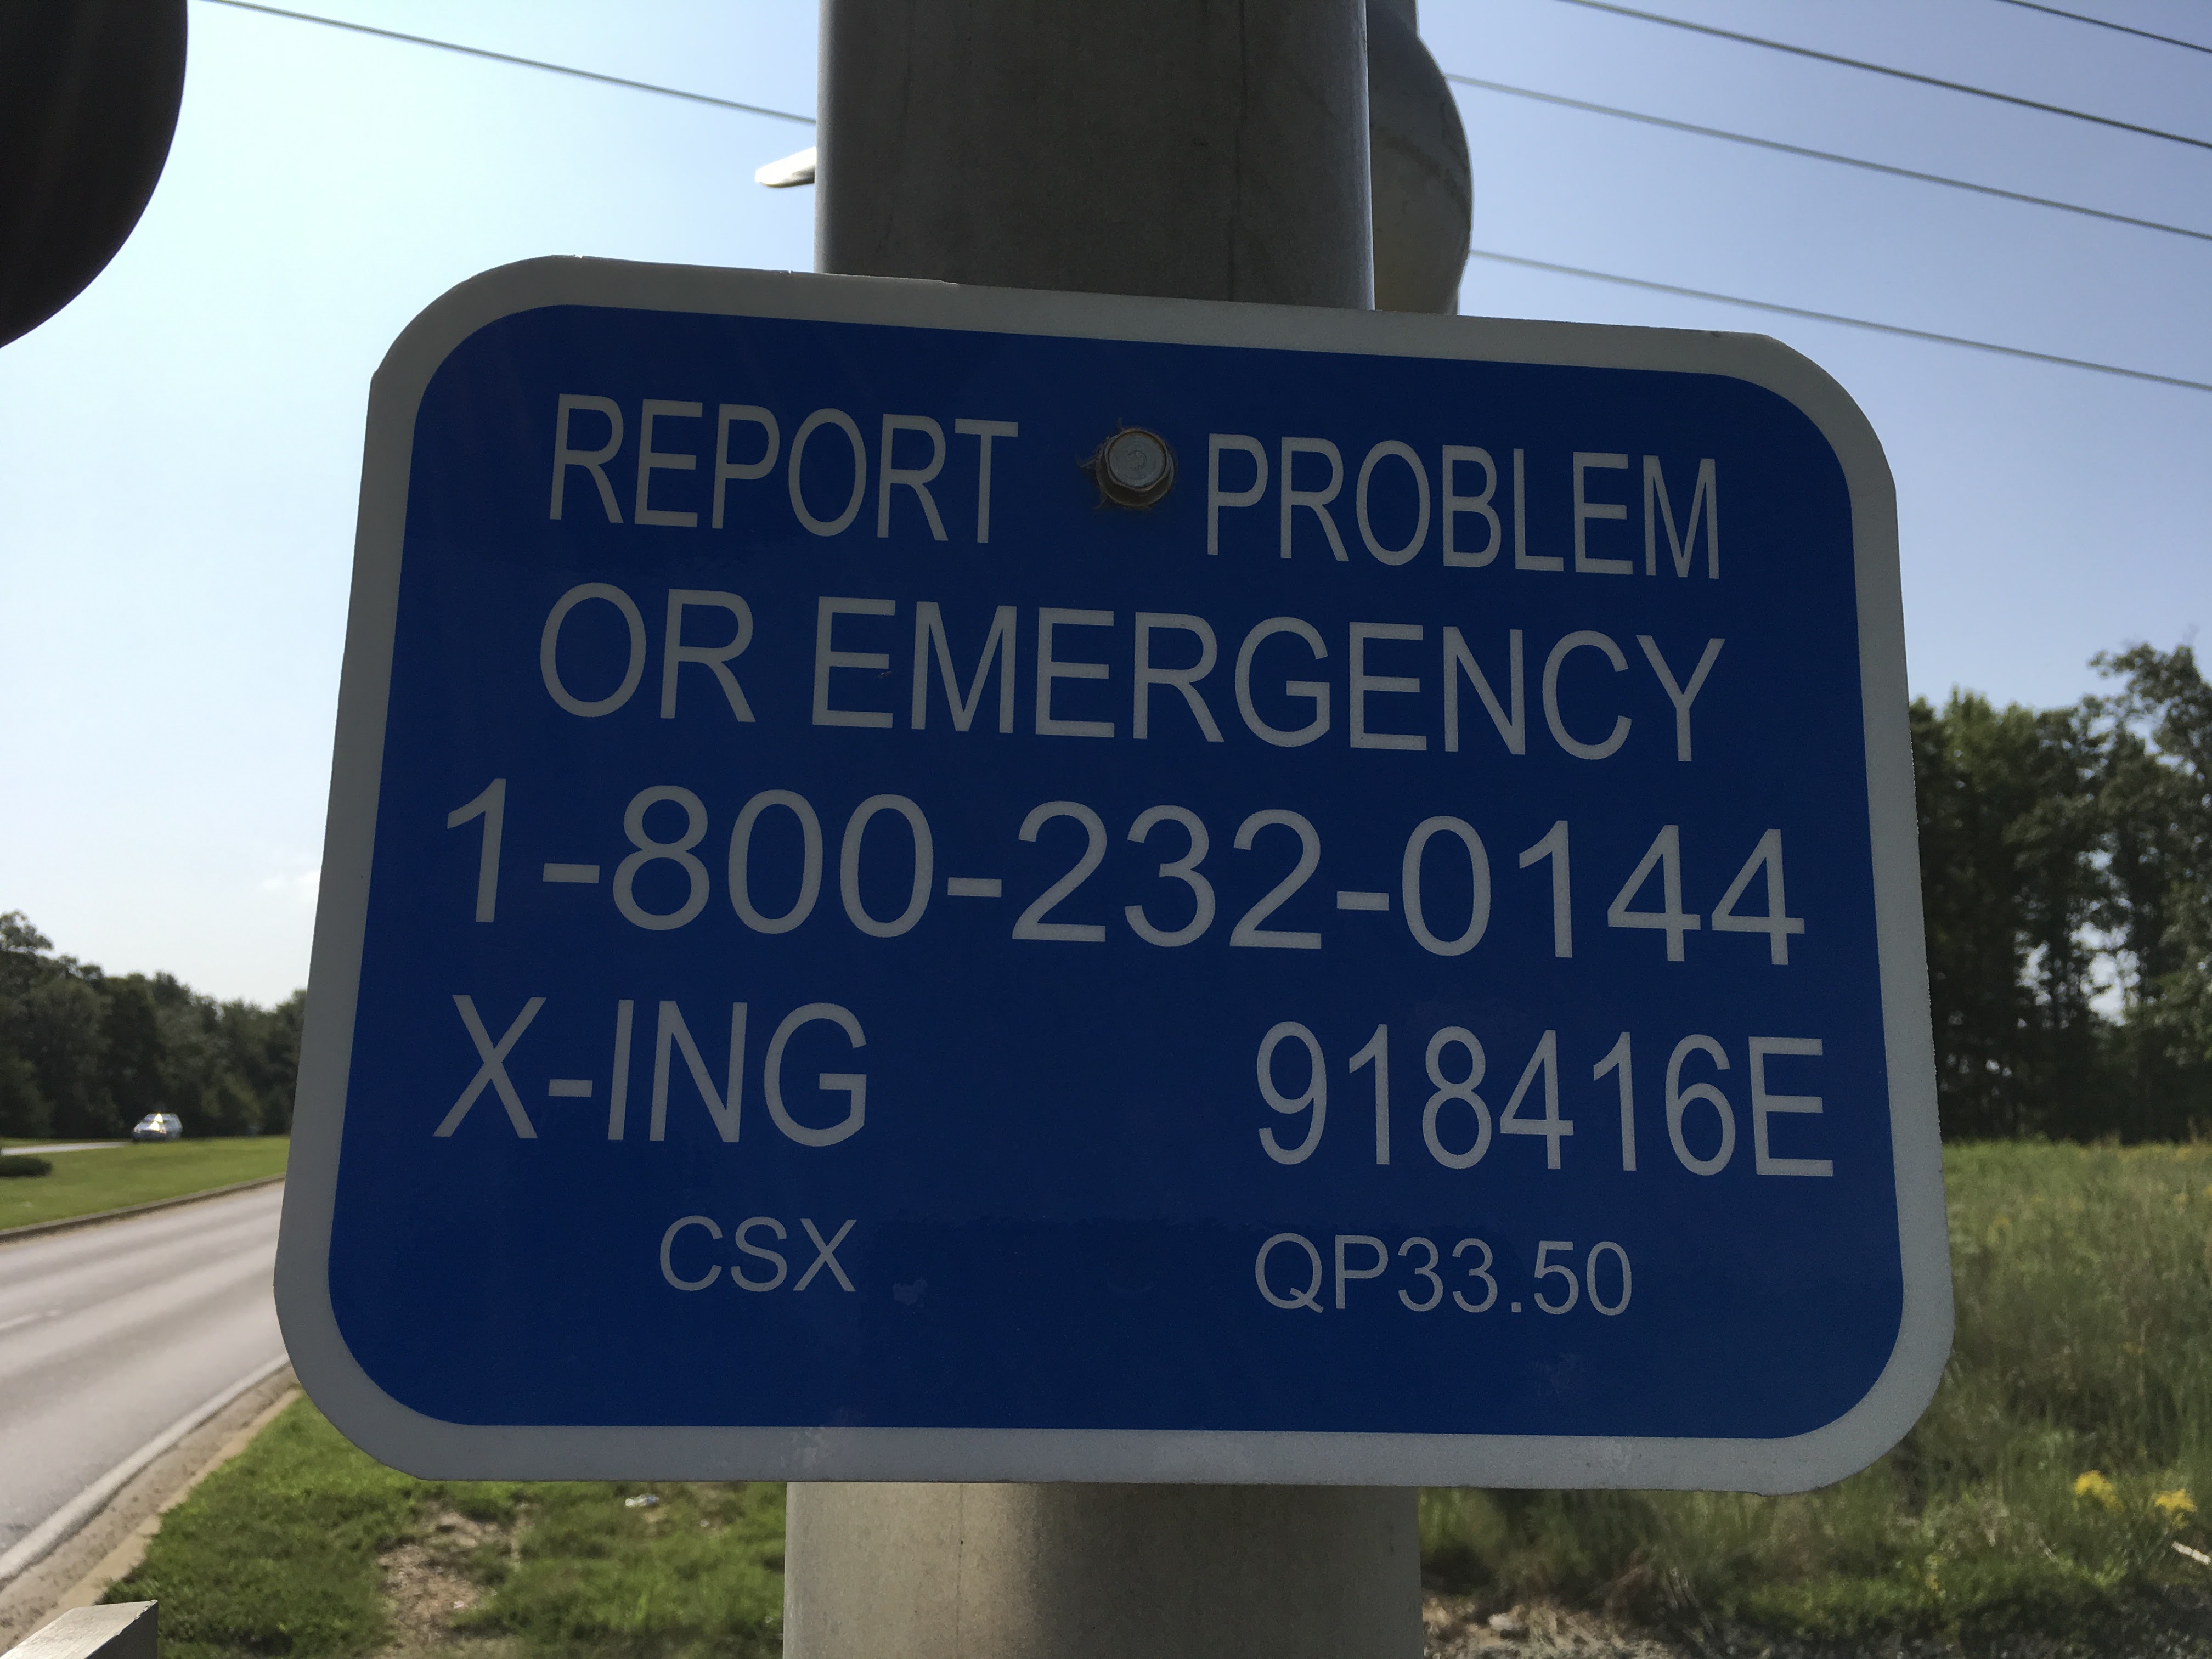 REPORT PROBLEM
OR EMERGENCY
1-800-232-0144
X-ING 918416E
CSX QP33.50